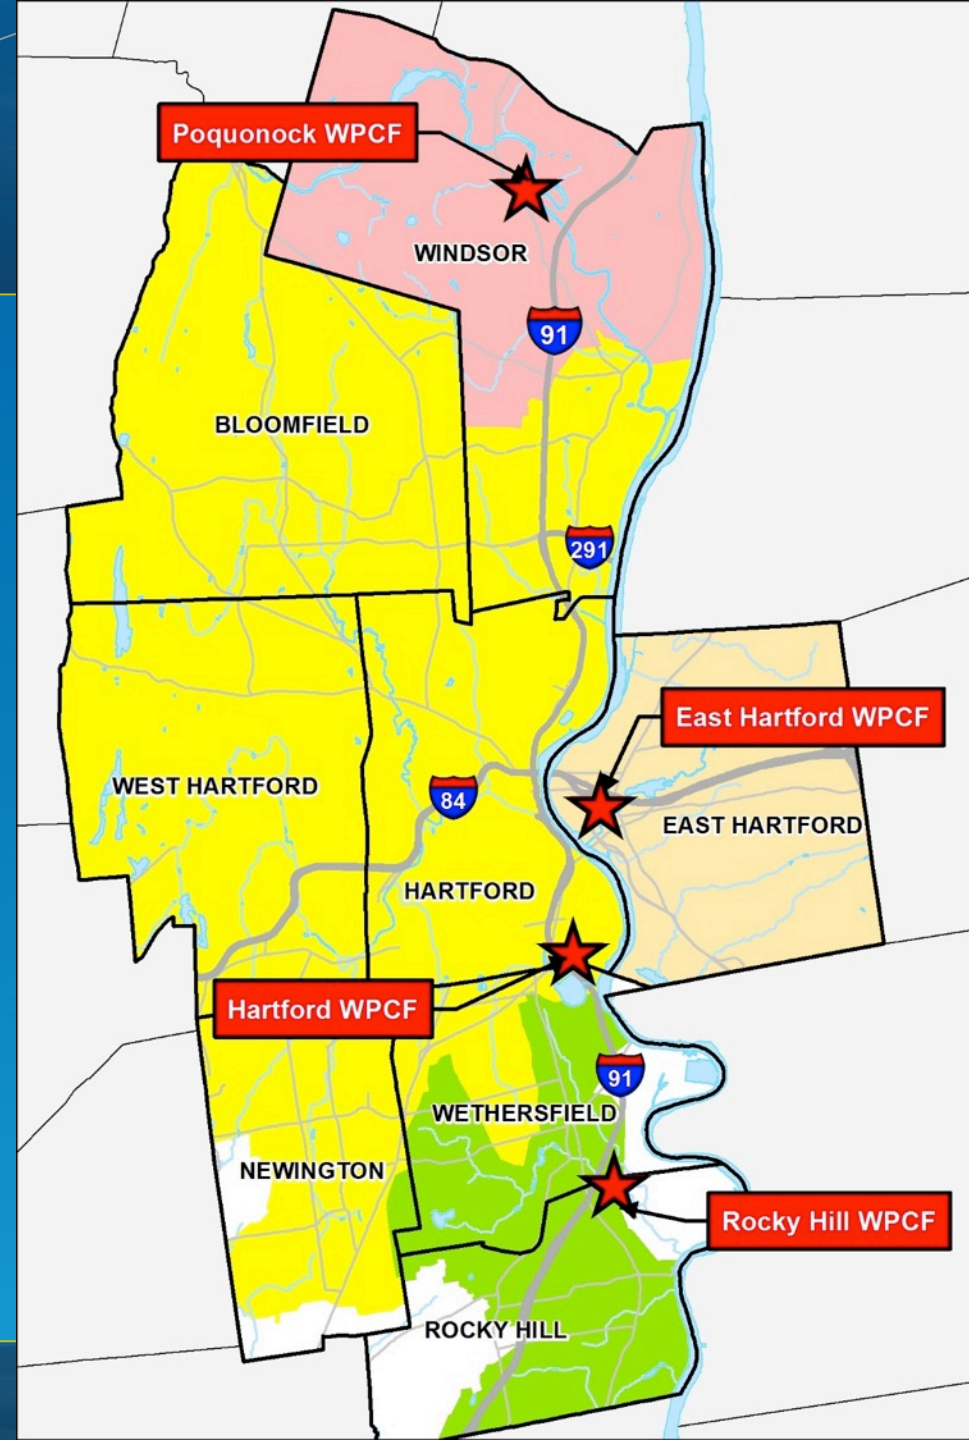 Poquonock WPCF
WINDSOR
91
BLOOMFIELD
291
East Hartford WPCF
WEST HARTFORD
84
EAST HARTFORD
HARTFORD
Hartford WPCF
91
WETHERSFIELD
NEWINGTON
Rocky Hill WPCF
ROCKY HILL